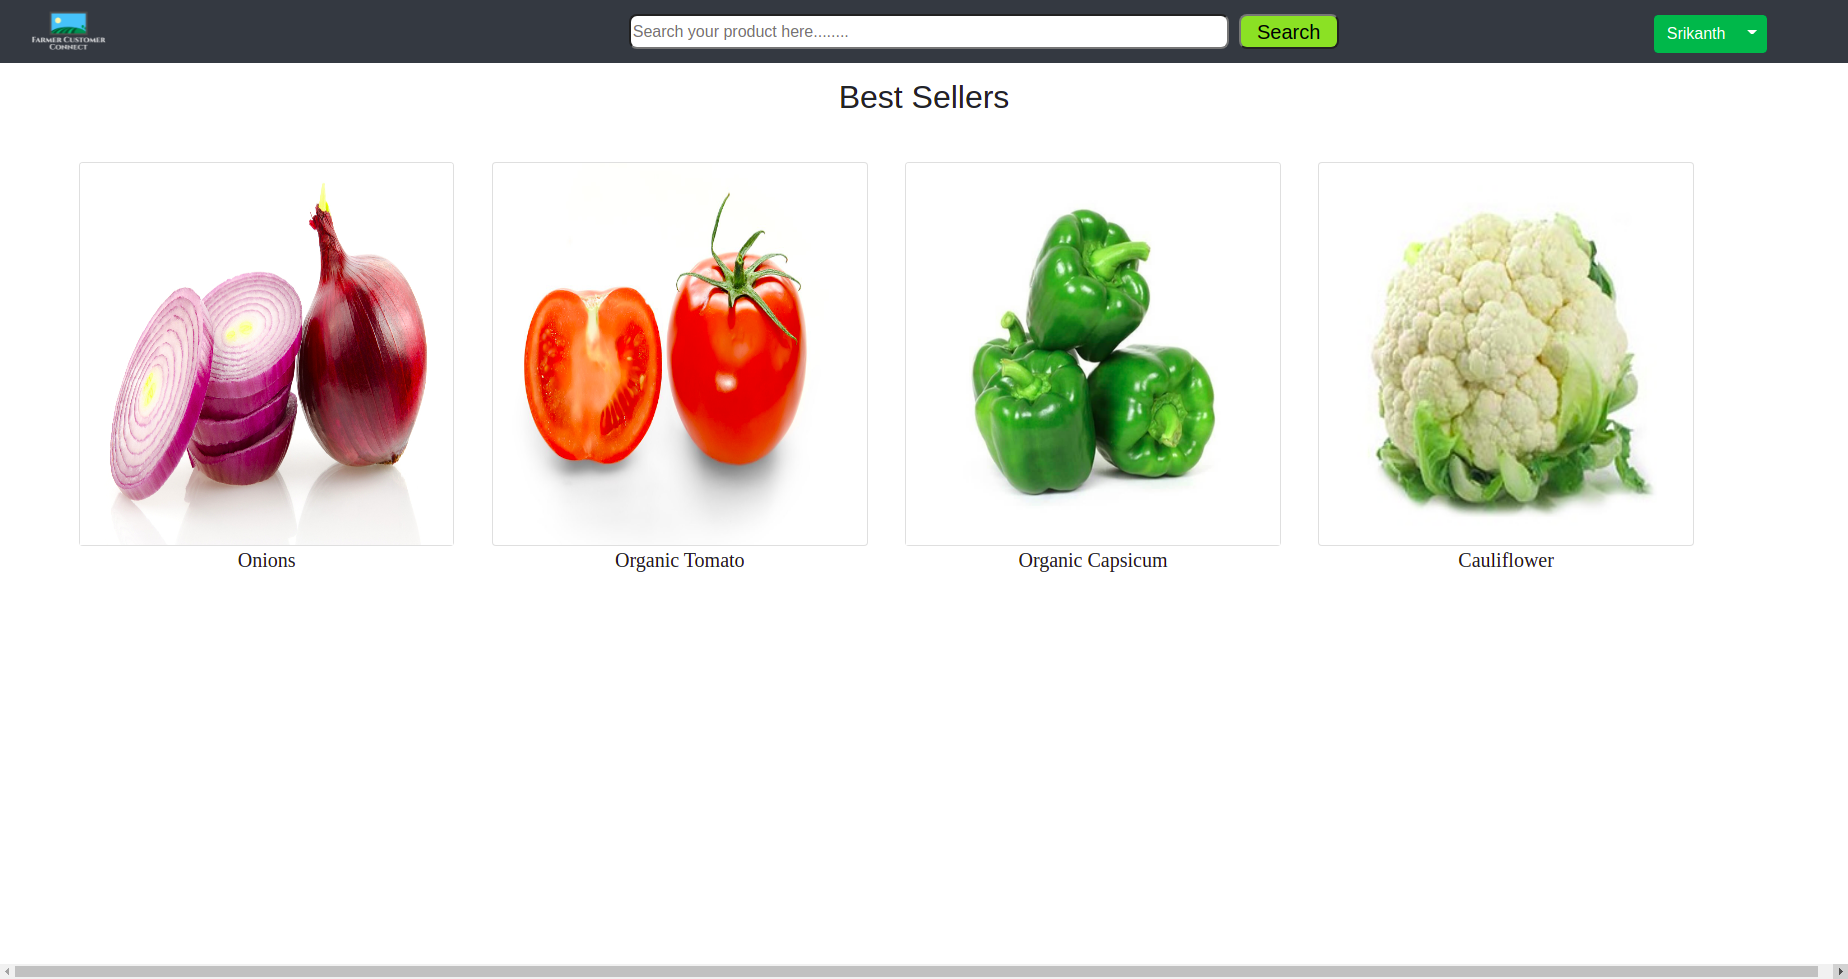 FARMER CUSTOMER
CONNECT
Search your product here........
Search
Srikanth
Best Sellers
Onions
Organic Tomato
Organic Capsicum
Cauliflower